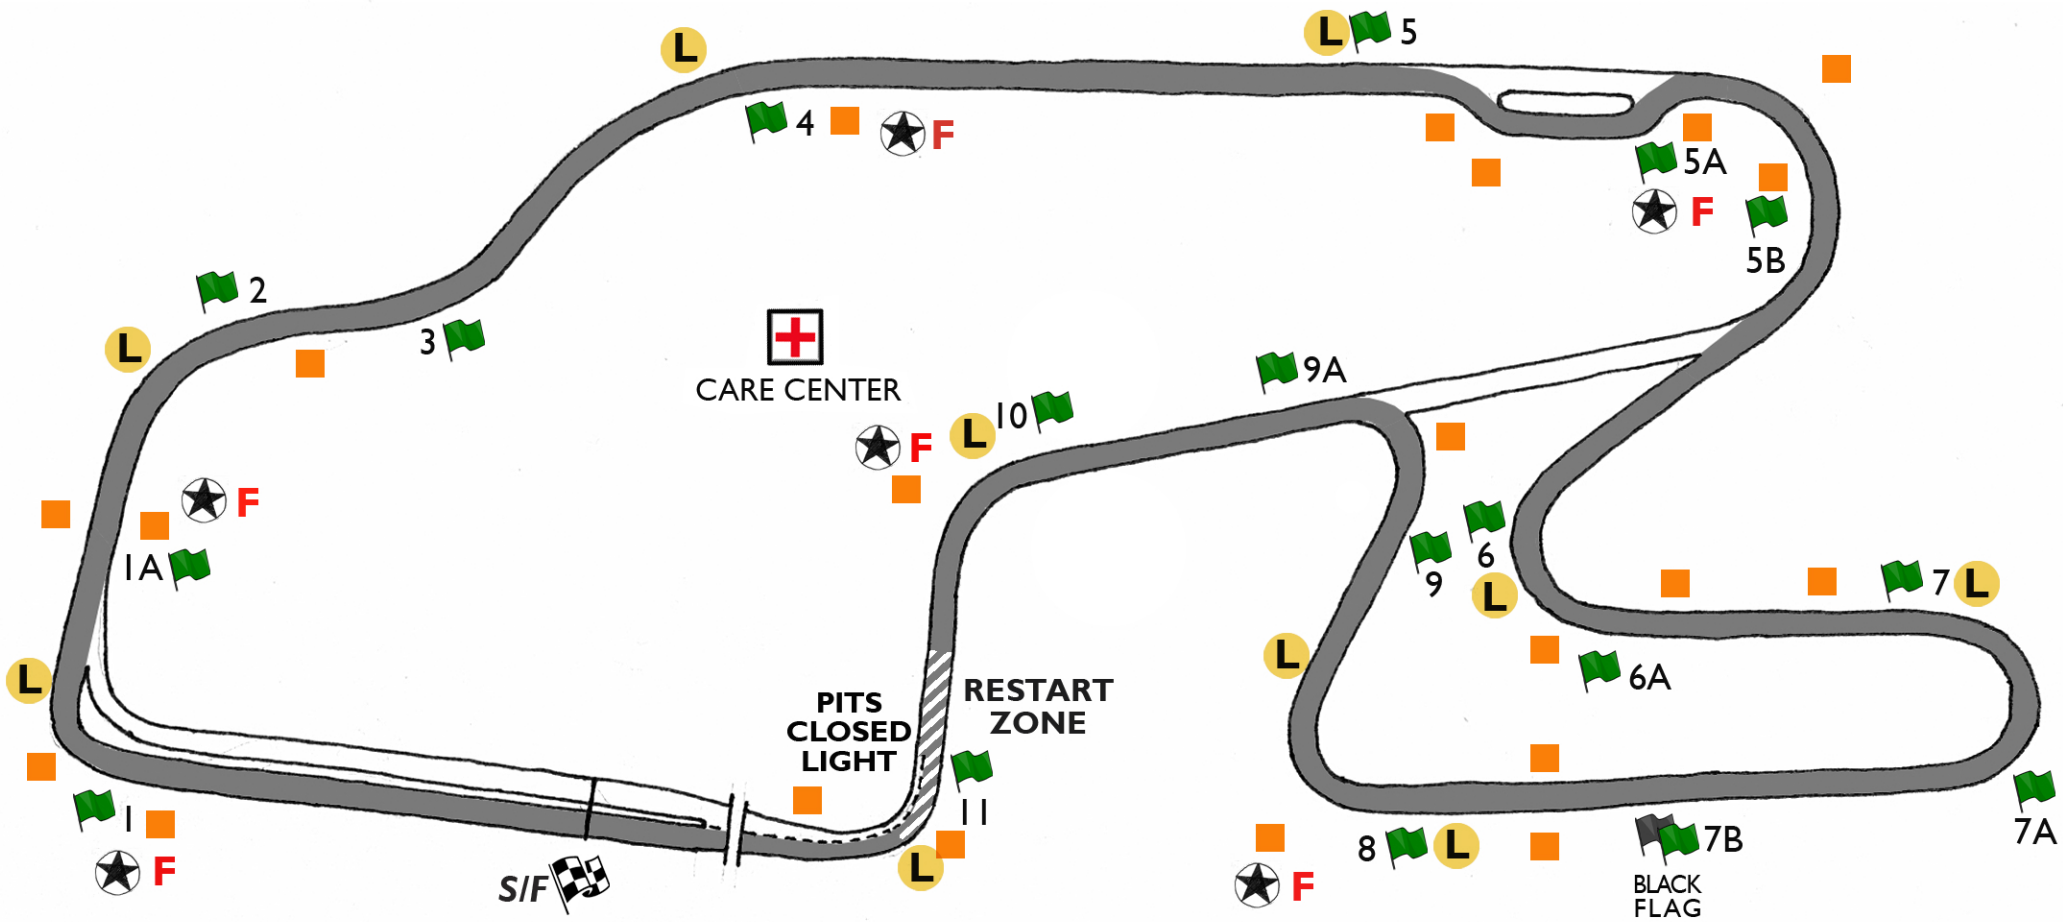 L
5
L
4
F
5A
F
5B
2
L
3
CARE CENTER
9A
10
L
F
F
1A
6
9
L
7
L
L
6A
L
PITS
CLOSED
LIGHT
RESTART
ZONE
11
1
F
S/F
L
8
L
7B
7A
F
BLACK
FLAG